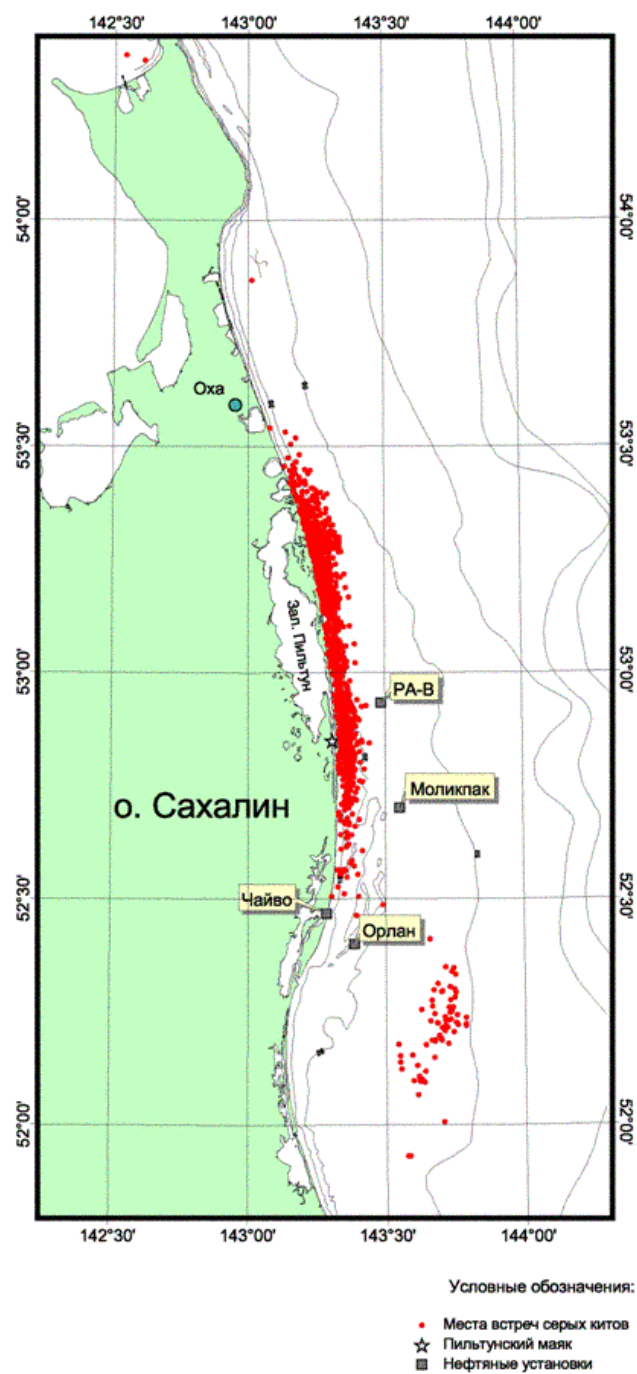 142°30' 143°00' 143°30' 144°00'
54°00' 54°00'
Оха
53°30' 53°30'
Зал. Пильтун
53°00' 53°00'
PA-B
Моликпак
о. Сахалин
52°30' 52°30'
Чайво
Орлан
52°00' 52°00'
142°30' 143°00' 143°30' 144°00'
Условные обозначения:
Места встреч серых китов
Пильтунский маяк
Нефтяные установки